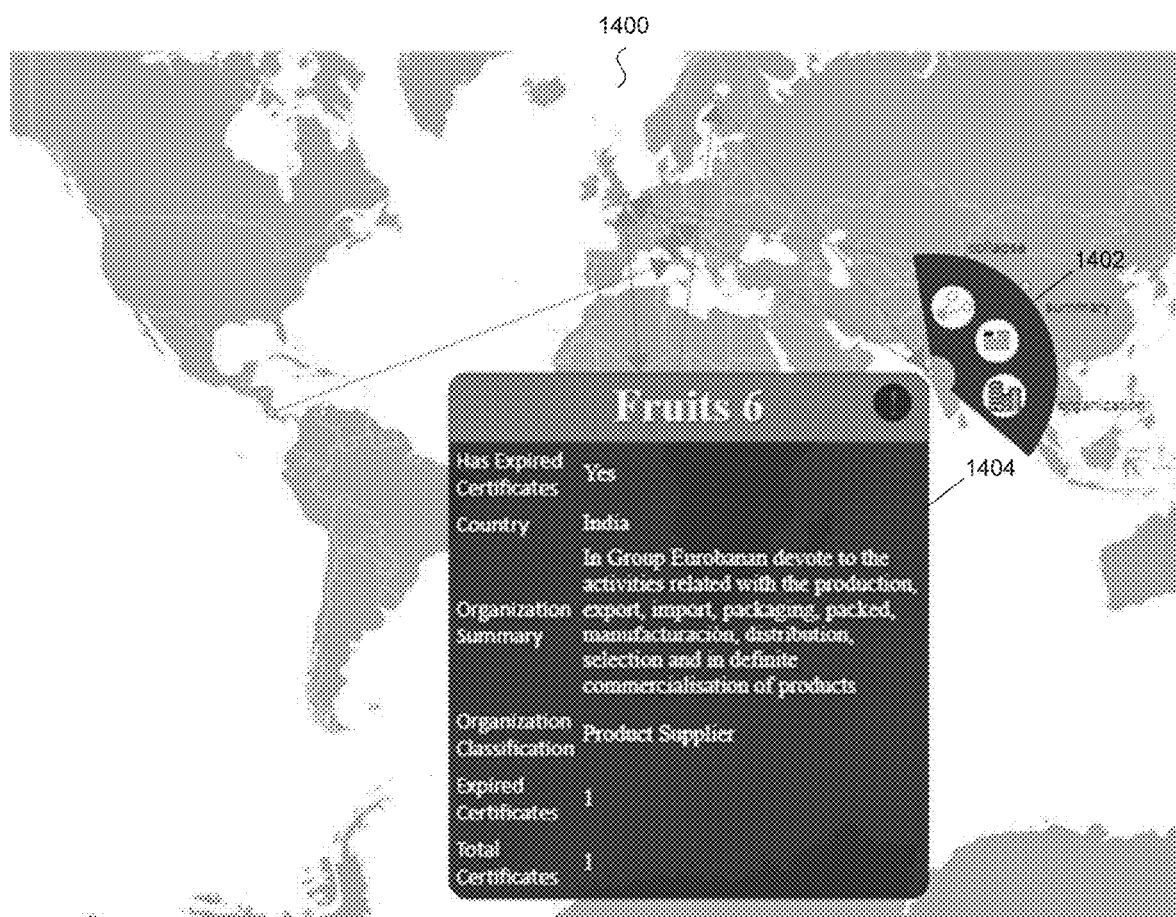 1400
1402
summary
Fruits 6
!
Has Expired
Certificates
Yes
1404
Country
India
Organization
Summary
In Group Eurobanan devote to the
activities related with the production,
export, import, packaging, packed,
manufacturación, distribution,
selection and in definite
commercialisation of products
Organization
Classification
Product Supplier
Expired
Certificates
1
Total
Certificates
1